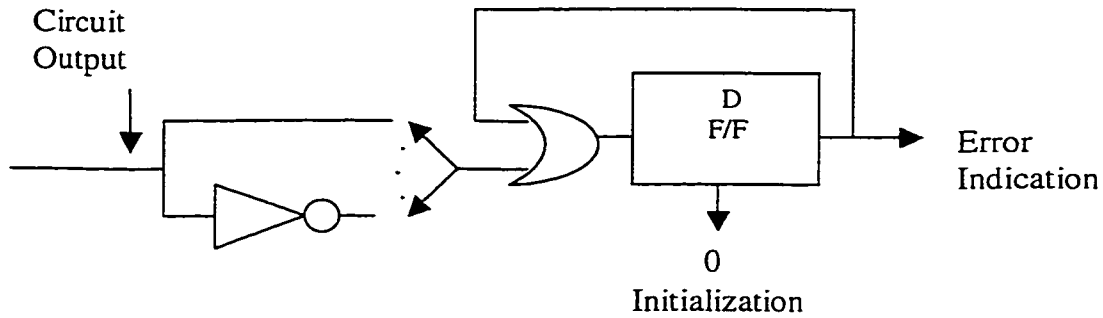 Circuit
Output
D
F/F
Error
Indication
0
Initialization